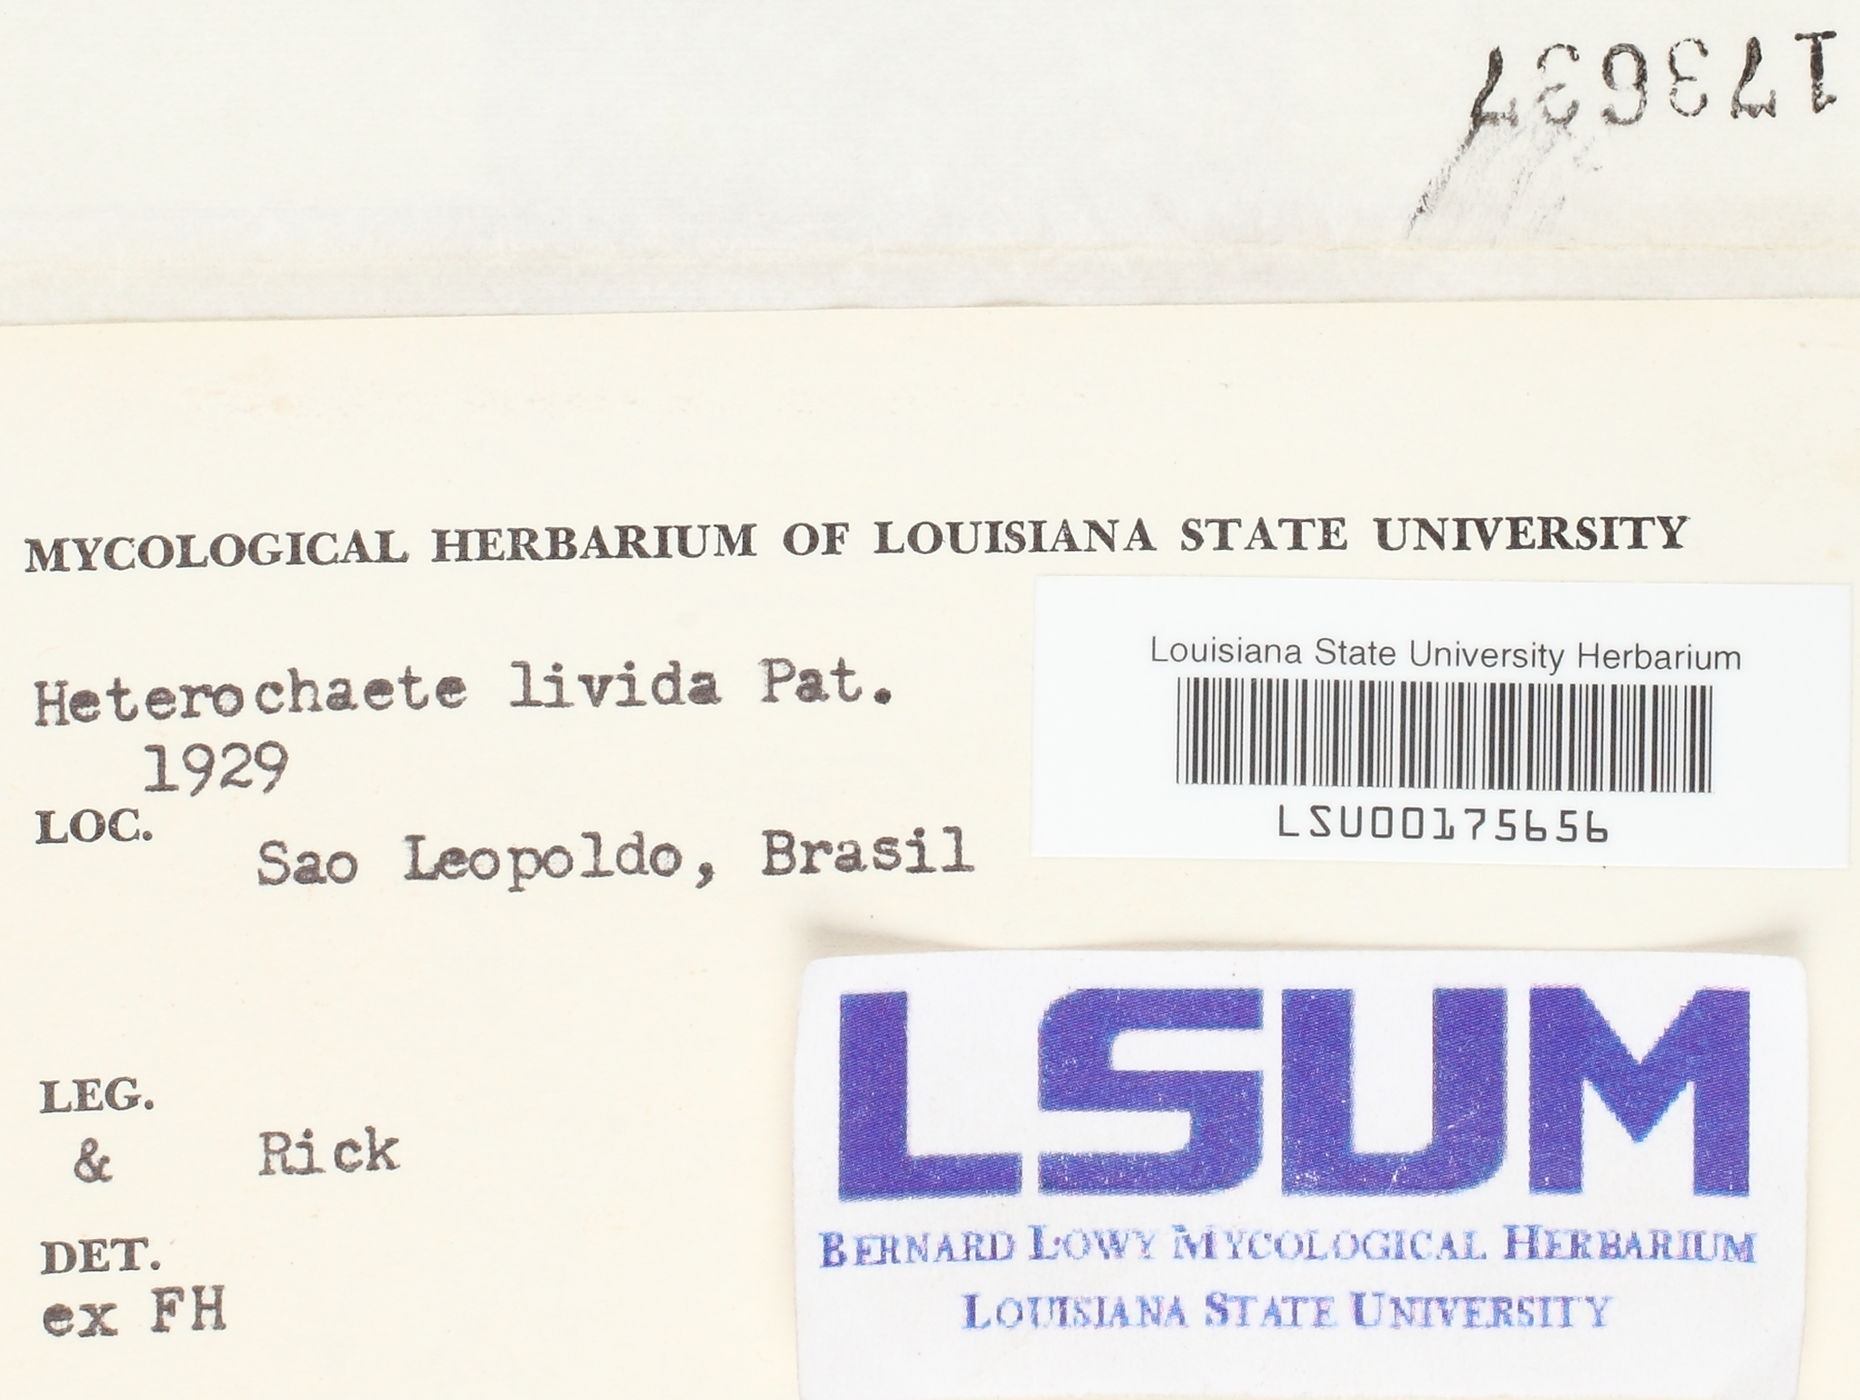 173637
MYCOLOGICAL HERBARIUM OF LOUISIANA STATE UNIVERSITY
Louisiana State University Herbarium
LSU00175656
Heterochaete livida Pat.
1929
LOC.
Sao Leopoldo, Brasil
LEG.
& Rick
DET.
ex FH
LSUM
BERNARD LOWY MYCOLOGICAL HERBARIUM
LOUISIANA STATE UNIVERSITY